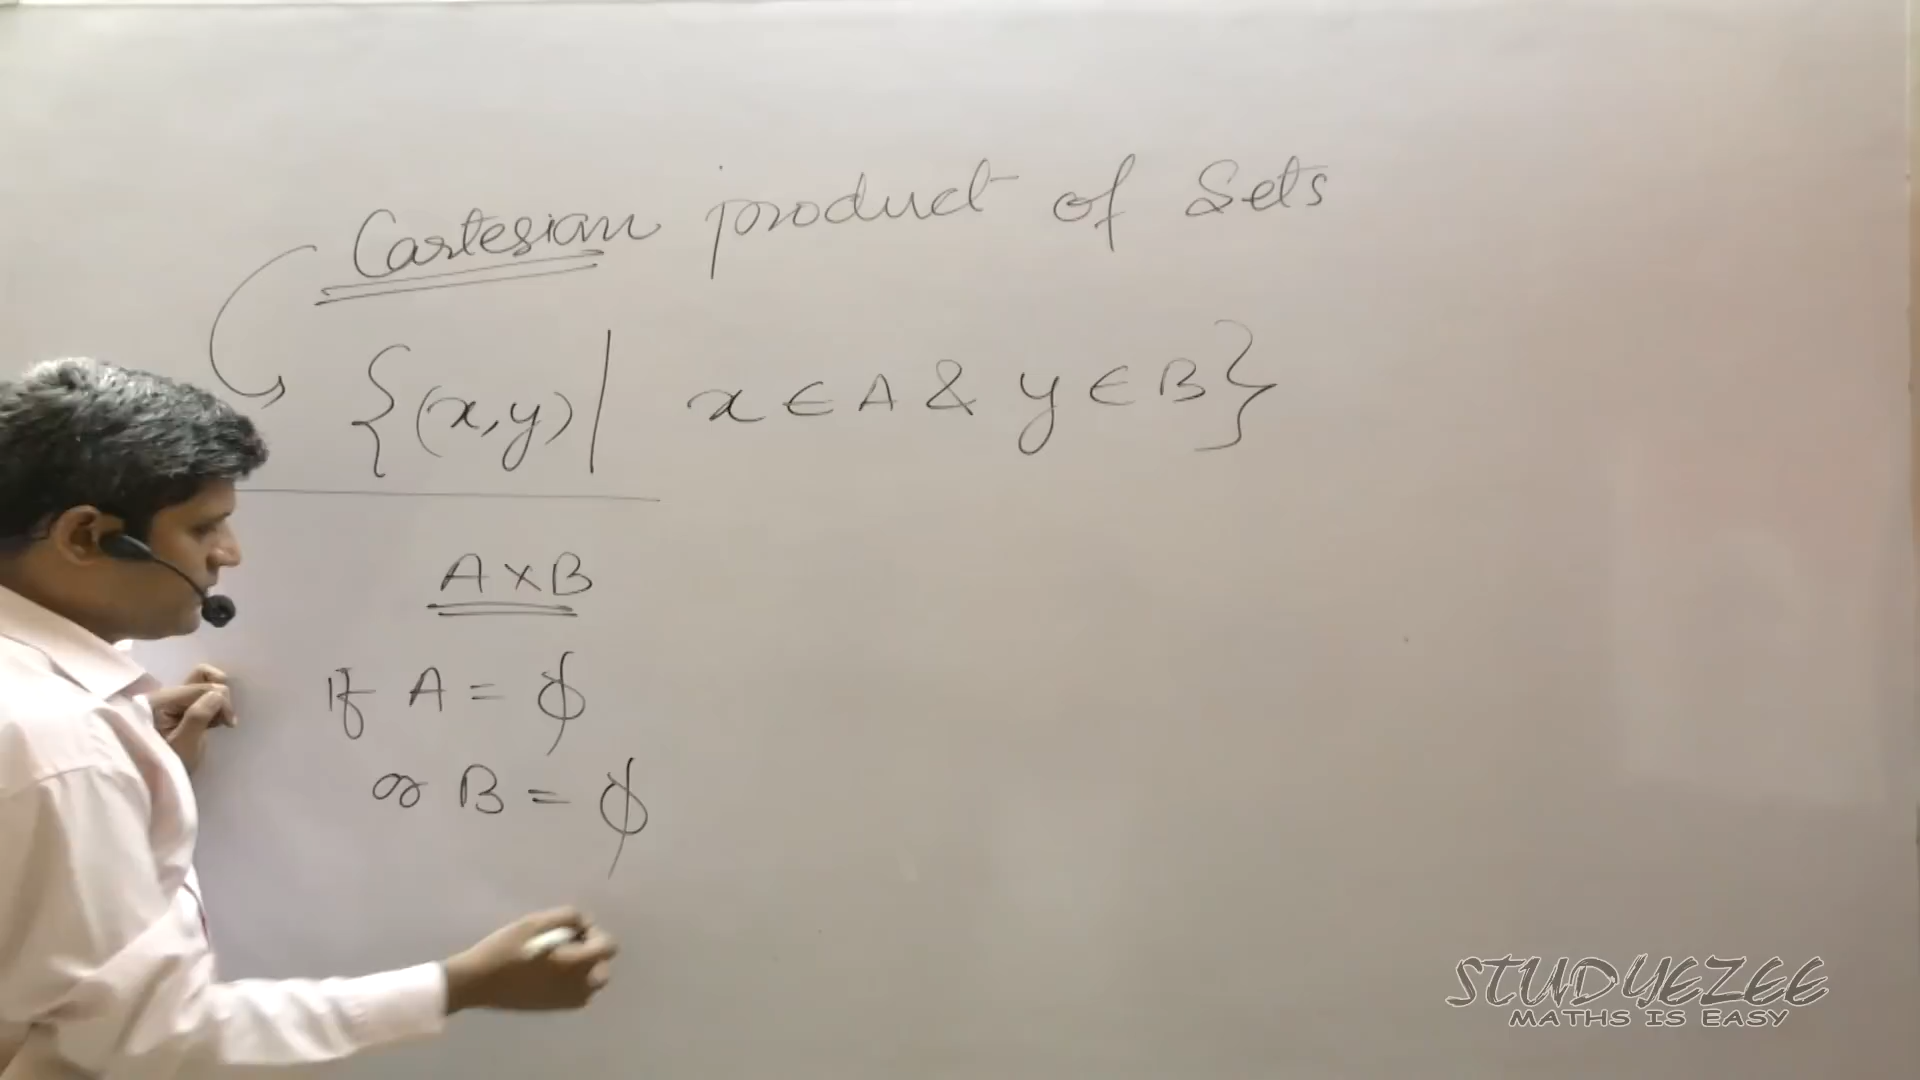 Cartesian product of Sets
{(x,y) | x ∈ A & y ∈ B}
A × B
If A = ϕ
or B = ϕ
STUDYEZEE
MATHS IS EASY